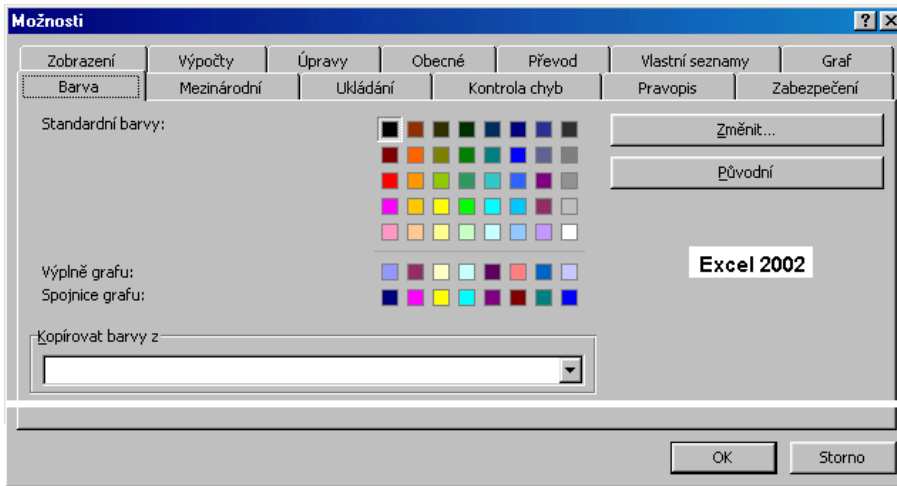 Možnosti
Zobrazení Výpočty Úpravy Obecné Převod Vlastní seznamy Graf
Barva Mezinárodní Ukládání Kontrola chyb Pravopis Zabezpečení
Standardní barvy:
Změnit...
Původní
Excel 2002
Výplně grafu:
Spojnice grafu:
Kopírovat barvy z
OK Storno